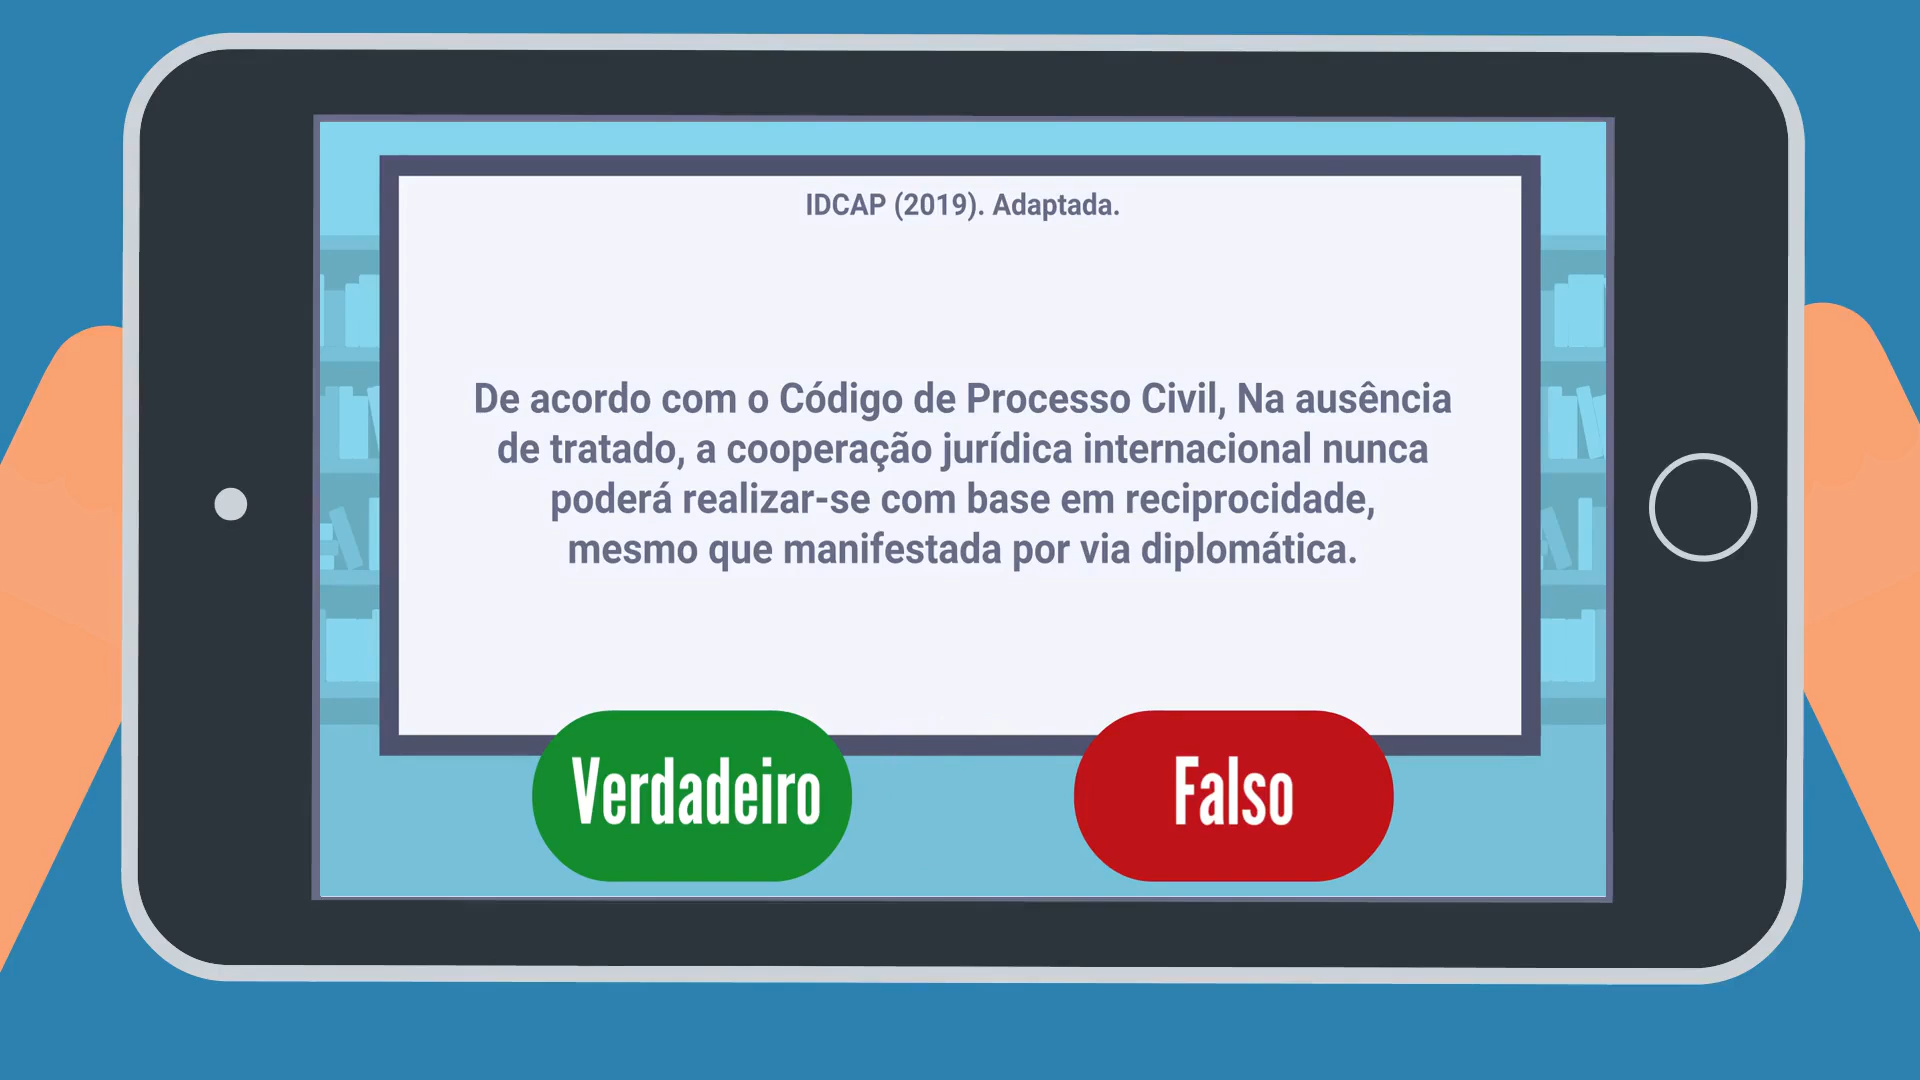 IDCAP (2019). Adaptada.
De acordo com o Código de Processo Civil, Na ausência
de tratado, a cooperação jurídica internacional nunca
poderá realizar-se com base em reciprocidade,
mesmo que manifestada por via diplomática.
Verdadeiro
Falso